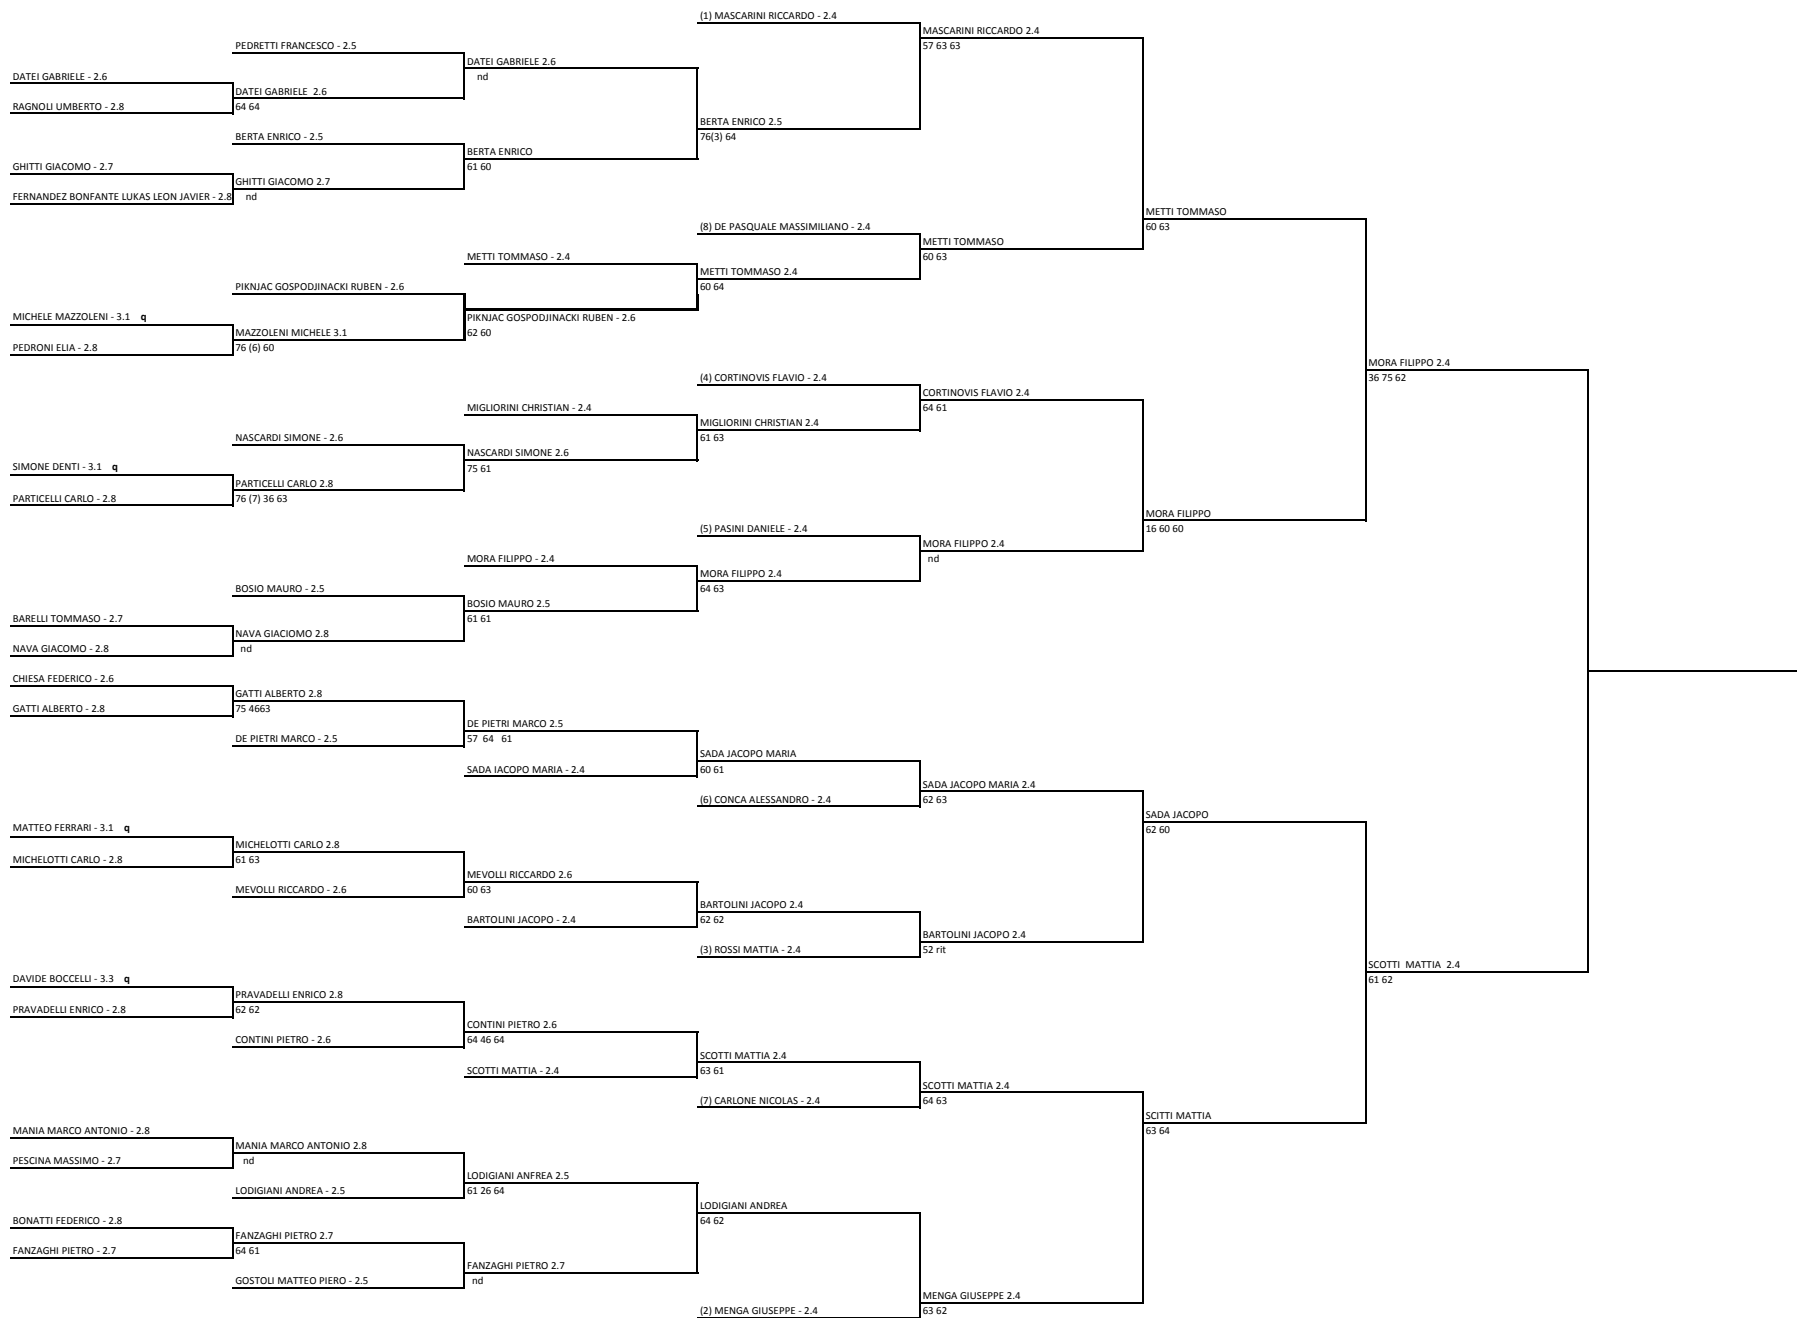 (1) MASCARINI RICCARDO - 2.4
MASCARINI RICCARDO 2.4
57 63 63
PEDRETTI FRANCESCO - 2.5
DATEI GABRIELE 2.6
nd
DATEI GABRIELE - 2.6
DATEI GABRIELE 2.6
64 64
RAGNOLI UMBERTO - 2.8
BERTA ENRICO 2.5
76(3) 64
BERTA ENRICO - 2.5
BERTA ENRICO
61 60
GHITTI GIACOMO - 2.7
GHITTI GIACOMO 2.7
nd
FERNANDEZ BONFANTE LUKAS LEON JAVIER - 2.8
METTI TOMMASO
60 63
(8) DE PASQUALE MASSIMILIANO - 2.4
METTI TOMMASO
60 63
METTI TOMMASO - 2.4
METTI TOMMASO 2.4
60 64
PIKNJAC GOSPODJINACKI RUBEN - 2.6
PIKNJAC GOSPODJINACKI RUBEN - 2.6
62 60
MICHELE MAZZOLENI - 3.1 q
MAZZOLENI MICHELE 3.1
76 (6) 60
PEDRONI ELIA - 2.8
MORA FILIPPO 2.4
36 75 62
(4) CORTINOVIS FLAVIO - 2.4
CORTINOVIS FLAVIO 2.4
64 61
MIGLIORINI CHRISTIAN - 2.4
MIGLIORINI CHRISTIAN 2.4
61 63
NASCARDI SIMONE - 2.6
NASCARDI SIMONE 2.6
75 61
SIMONE DENTI - 3.1 q
PARTICELLI CARLO 2.8
76 (7) 36 63
PARTICELLI CARLO - 2.8
MORA FILIPPO
16 60 60
(5) PASINI DANIELE - 2.4
MORA FILIPPO 2.4
nd
MORA FILIPPO - 2.4
MORA FILIPPO 2.4
64 63
BOSIO MAURO - 2.5
BOSIO MAURO 2.5
61 61
BARELLI TOMMASO - 2.7
NAVA GIACIOMO 2.8
nd
NAVA GIACOMO - 2.8
CHIESA FEDERICO - 2.6
GATTI ALBERTO 2.8
75 4663
GATTI ALBERTO - 2.8
DE PIETRI MARCO 2.5
57 64 61
DE PIETRI MARCO - 2.5
SADA JACOPO MARIA
60 61
SADA IACOPO MARIA - 2.4
SADA JACOPO MARIA 2.4
62 63
(6) CONCA ALESSANDRO - 2.4
SADA JACOPO
62 60
MATTEO FERRARI - 3.1 q
MICHELOTTI CARLO 2.8
61 63
MICHELOTTI CARLO - 2.8
MEVOLLI RICCARDO 2.6
60 63
MEVOLLI RICCARDO - 2.6
BARTOLINI JACOPO 2.4
62 62
BARTOLINI JACOPO - 2.4
BARTOLINI JACOPO 2.4
52 rit
(3) ROSSI MATTIA - 2.4
SCOTTI MATTIA 2.4
61 62
DAVIDE BOCCELLI - 3.3 q
PRAVADELLI ENRICO 2.8
62 62
PRAVADELLI ENRICO - 2.8
CONTINI PIETRO 2.6
64 46 64
CONTINI PIETRO - 2.6
SCOTTI MATTIA 2.4
63 61
SCOTTI MATTIA - 2.4
SCOTTI MATTIA 2.4
64 63
(7) CARLONE NICOLAS - 2.4
SCITTI MATTIA
63 64
MANIA MARCO ANTONIO - 2.8
MANIA MARCO ANTONIO 2.8
nd
PESCINA MASSIMO - 2.7
LODIGIANI ANFREA 2.5
61 26 64
LODIGIANI ANDREA - 2.5
LODIGIANI ANDREA
64 62
BONATTI FEDERICO - 2.8
FANZAGHI PIETRO 2.7
64 61
FANZAGHI PIETRO - 2.7
FANZAGHI PIETRO 2.7
nd
GOSTOLI MATTEO PIERO - 2.5
MENGA GIUSEPPE 2.4
63 62
(2) MENGA GIUSEPPE - 2.4